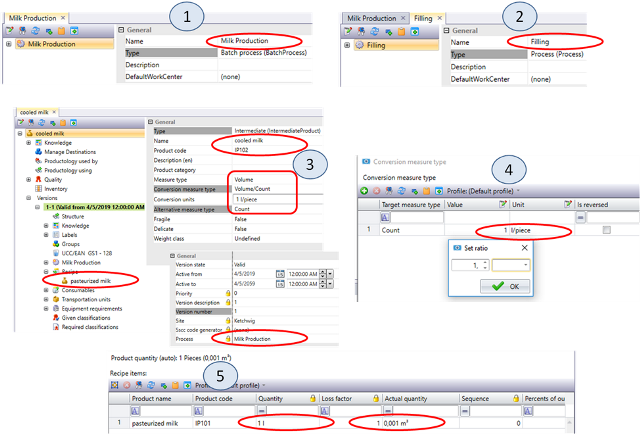 Milk Production ×
1
Milk Production
General
Name Milk Production
Type Batch process (BatchProcess)
Description
DefaultWorkCenter (none)
Milk Production × Filling ×
2
Filling
General
Name Filling
Type Process (Process)
Description
DefaultWorkCenter (none)
cooled milk ×
cooled milk
Knowledge
Manage Destinations
Productology used by
Productology using
Quality
Inventory
Versions
1-1 (Valid from 4/5/2019 12:00:00 AM
Structure
Knowledge
Labels
Groups
UCC/EAN GS1 - 128
Milk Production
Recipe
pasteurized milk
Consumables
Transportation units
Equipment requirements
Given classifications
Required classifications
General
Type Intermediate (IntermediateProduct)
Name cooled milk
Product code IP102
Description (en)
Product category
3
Measure type Volume
Conversion measure type Volume/Count
Conversion units 1 l/piece
Alternative measure type Count
Fragile False
Delicate False
Weight class Undefined
General
Version state Valid
Active from 4/5/2019 12:00:00 AM
Active to 4/5/2059 12:00:00 AM
Priority 0
Version description 1
Version number 1
Site Ketchwig
Sscc code generator (none)
Process Milk Production
4
Conversion measure type
Conversion measure type
Profile: (Default profile)
Target measure type Value Unit Is reversed
1 Count 1 l/piece
Set ratio
1,
OK
Product quantity (auto): 1 Pieces (0,001 m³)
5
Recipe items:
Product name Product code Quantity Loss factor Actual quantity Sequence Percents of ou
1 pasteurized milk IP101 1 l 1 0,001 m³ 0